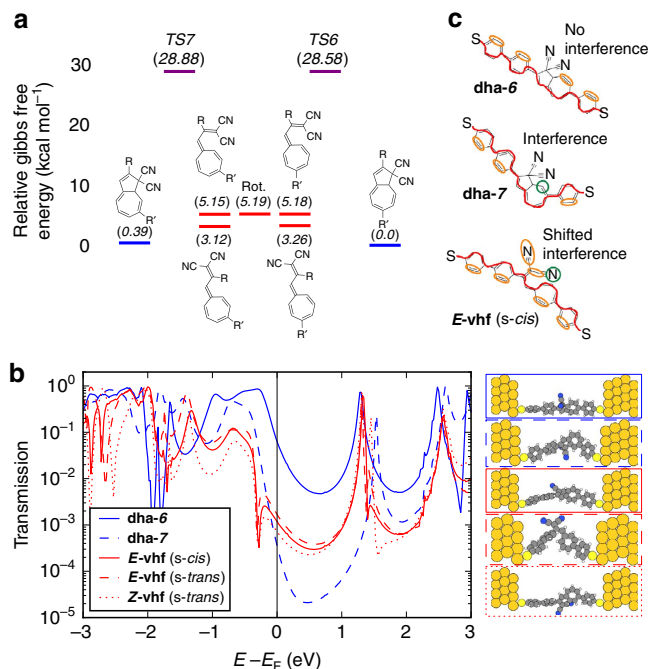 a
TS7
(28.88)
TS6
(28.58)
30
20
10
0
Relative gibbs free
energy (kcal mol⁻¹)
R
CN
CN
R
CN
CN
R
CN
CN
R
CN
CN
R′
R′
R′
R′
Rot.
(5.15)
(5.19)
(5.18)
(0.39)
(3.12)
(3.26)
(0.0)
NC
CN
R
R′
NC
CN
R
R′
c
S
No
interference
N
N
dha-6
S
Interference
N
N
dha-7
S
Shifted
interference
N
N
E-vhf (s-cis)
S
b
Transmission
10⁰
10⁻¹
10⁻²
10⁻³
10⁻⁴
10⁻⁵
dha-6
dha-7
E-vhf (s-cis)
E-vhf (s-trans)
Z-vhf (s-trans)
−3
−2
−1
0
1
2
3
E−E_F (eV)